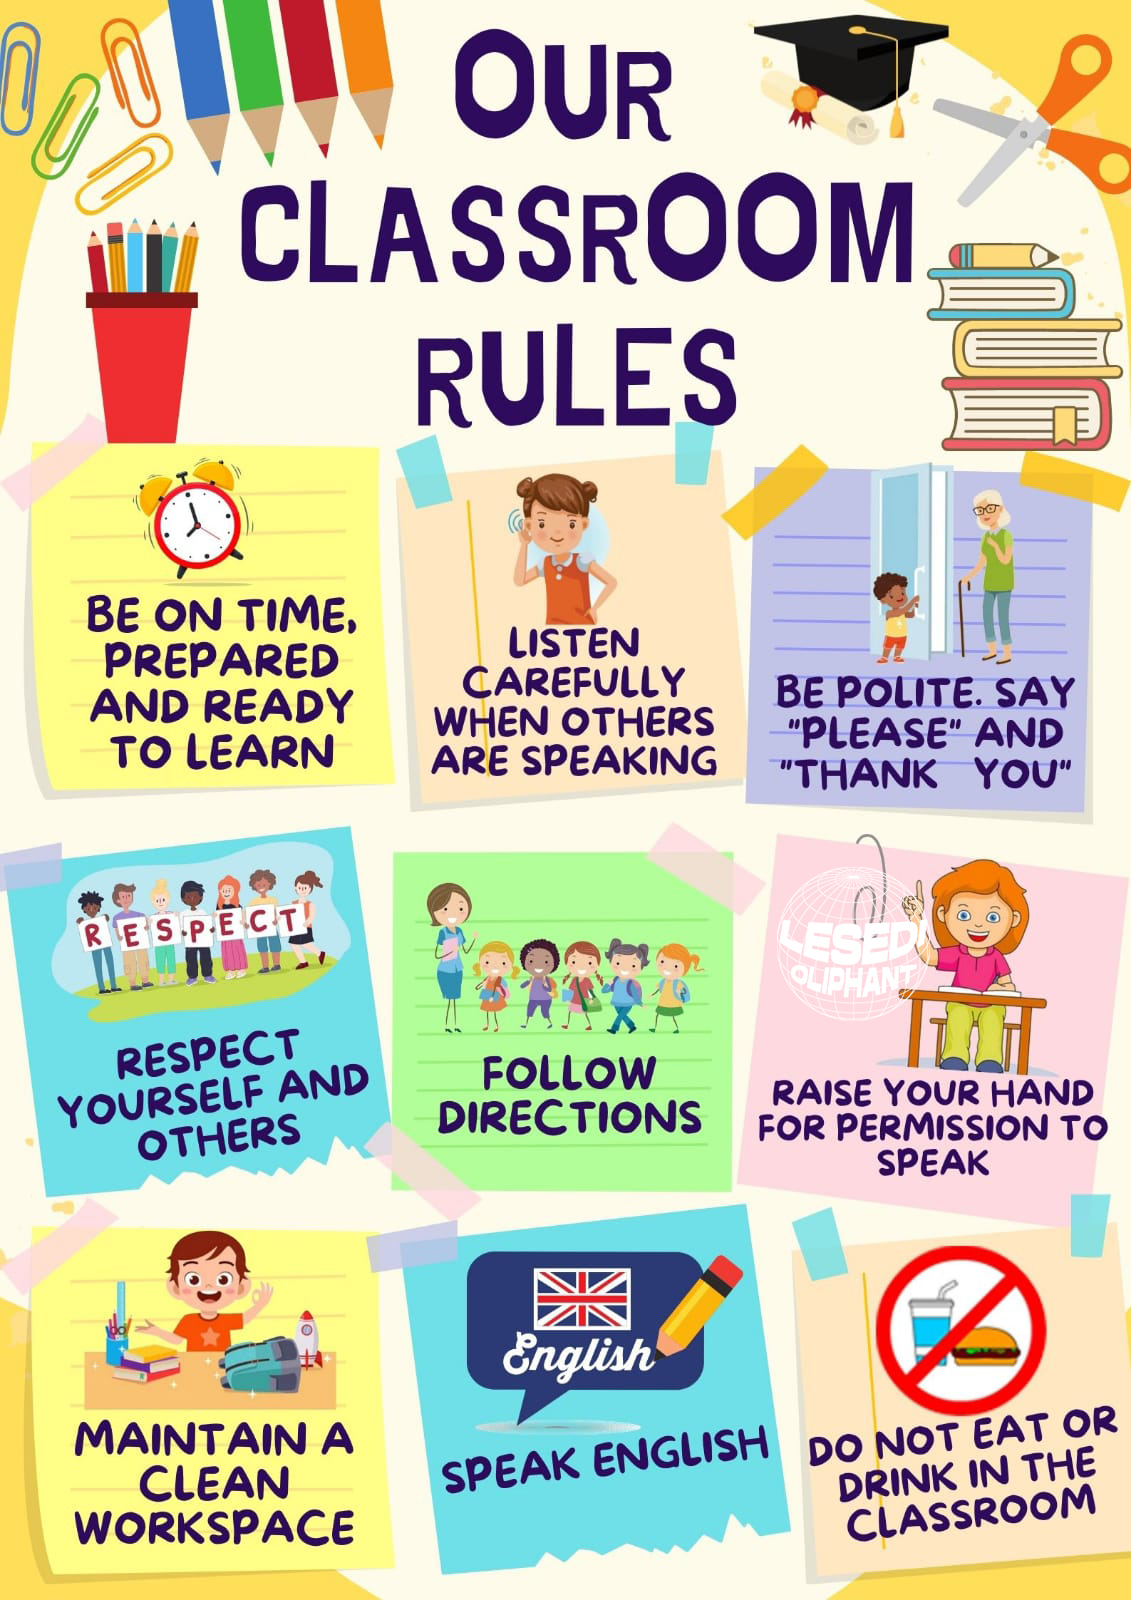 OUR
CLASSROOM
RULES
BE ON TIME,
PREPARED
AND READY
TO LEARN
LISTEN
CAREFULLY
WHEN OTHERS
ARE SPEAKING
BE POLITE. SAY
"PLEASE" AND
"THANK YOU"
RESPECT
RESPECT
YOURSELF AND
OTHERS
FOLLOW
DIRECTIONS
LESEDI
OLIPHANT
RAISE YOUR HAND
FOR PERMISSION TO
SPEAK
MAINTAIN A
CLEAN
WORKSPACE
English
SPEAK ENGLISH
DO NOT EAT OR
DRINK IN THE
CLASSROOM